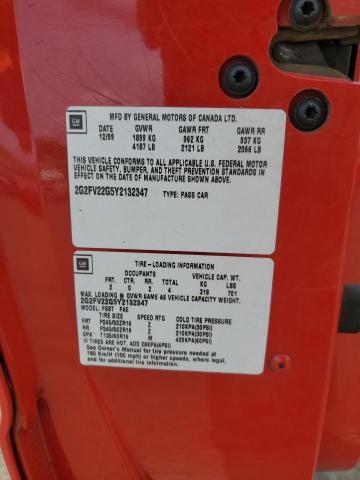 GM
MFD BY GENERAL MOTORS OF CANADA LTD.
DATE GVWR GAWR FRT GAWR RR
12/99 1899 KG 962 KG 937 KG
4187 LB 2121 LB 2066 LB
THIS VEHICLE CONFORMS TO ALL APPLICABLE U.S. FEDERAL MOTOR
VEHICLE SAFETY, BUMPER, AND THEFT PREVENTION STANDARDS
IN EFFECT ON THE DATE OF MANUFACTURE SHOWN ABOVE.
2G2FV22G5Y2132347 TYPE: PASS CAR
GM
TIRE-LOADING INFORMATION
OCCUPANTS VEHICLE CAP. WT.
FRT CTR RR TOTAL KG LBS
2 0 2 4 318 701
MAX. LOADING @ GVWR SAME AS VEHICLE CAPACITY WEIGHT.
2G2FV22G5Y2132347
MODEL: FS87 FAE
TIRE SIZE SPEED RTG COLD TIRE PRESSURE
FRT P245/50ZR16 Z 210KPA(30PSI)
RR P245/50ZR16 Z 210KPA(30PSI)
SPA T135/80R16 M 420KPA(60PSI)
IF TIRES ARE HOT, ADD 28KPA(4PSI)
See Owner's Manual for tire pressure at
160 Km/H (100 mph) or higher speeds, where
legal, and for additional information.